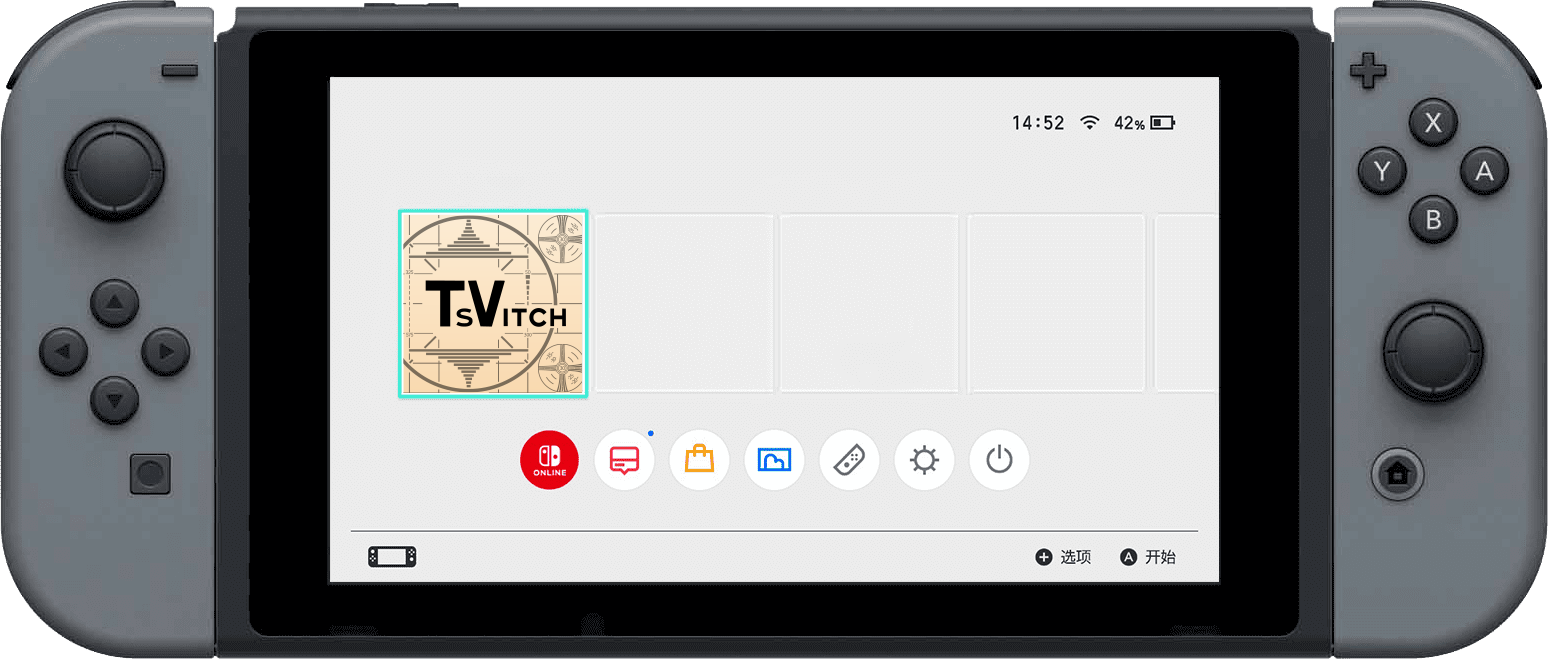 14:52 42%
TsVITCH
ONLINE
选项 A 开始
X
Y
A
B